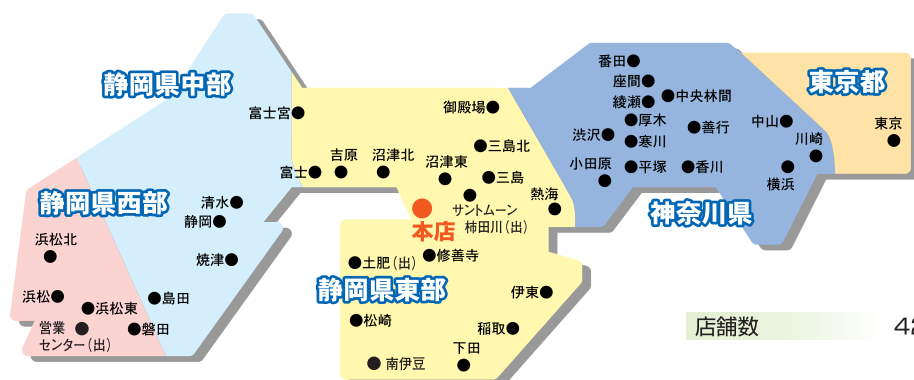 静岡県中部
静岡県西部
静岡県東部
神奈川県
東京都
浜松北
浜松
浜松東
営業
センター(出)
磐田
島田
焼津
静岡
清水
富士宮
富士
吉原
沼津北
沼津東
御殿場
三島北
三島
サントムーン
柿田川(出)
熱海
本店
土肥(出)
修善寺
伊東
松崎
稲取
南伊豆
下田
番田
座間
綾瀬
中央林間
厚木
渋沢
寒川
善行
小田原
平塚
香川
中山
川崎
横浜
東京
店舗数